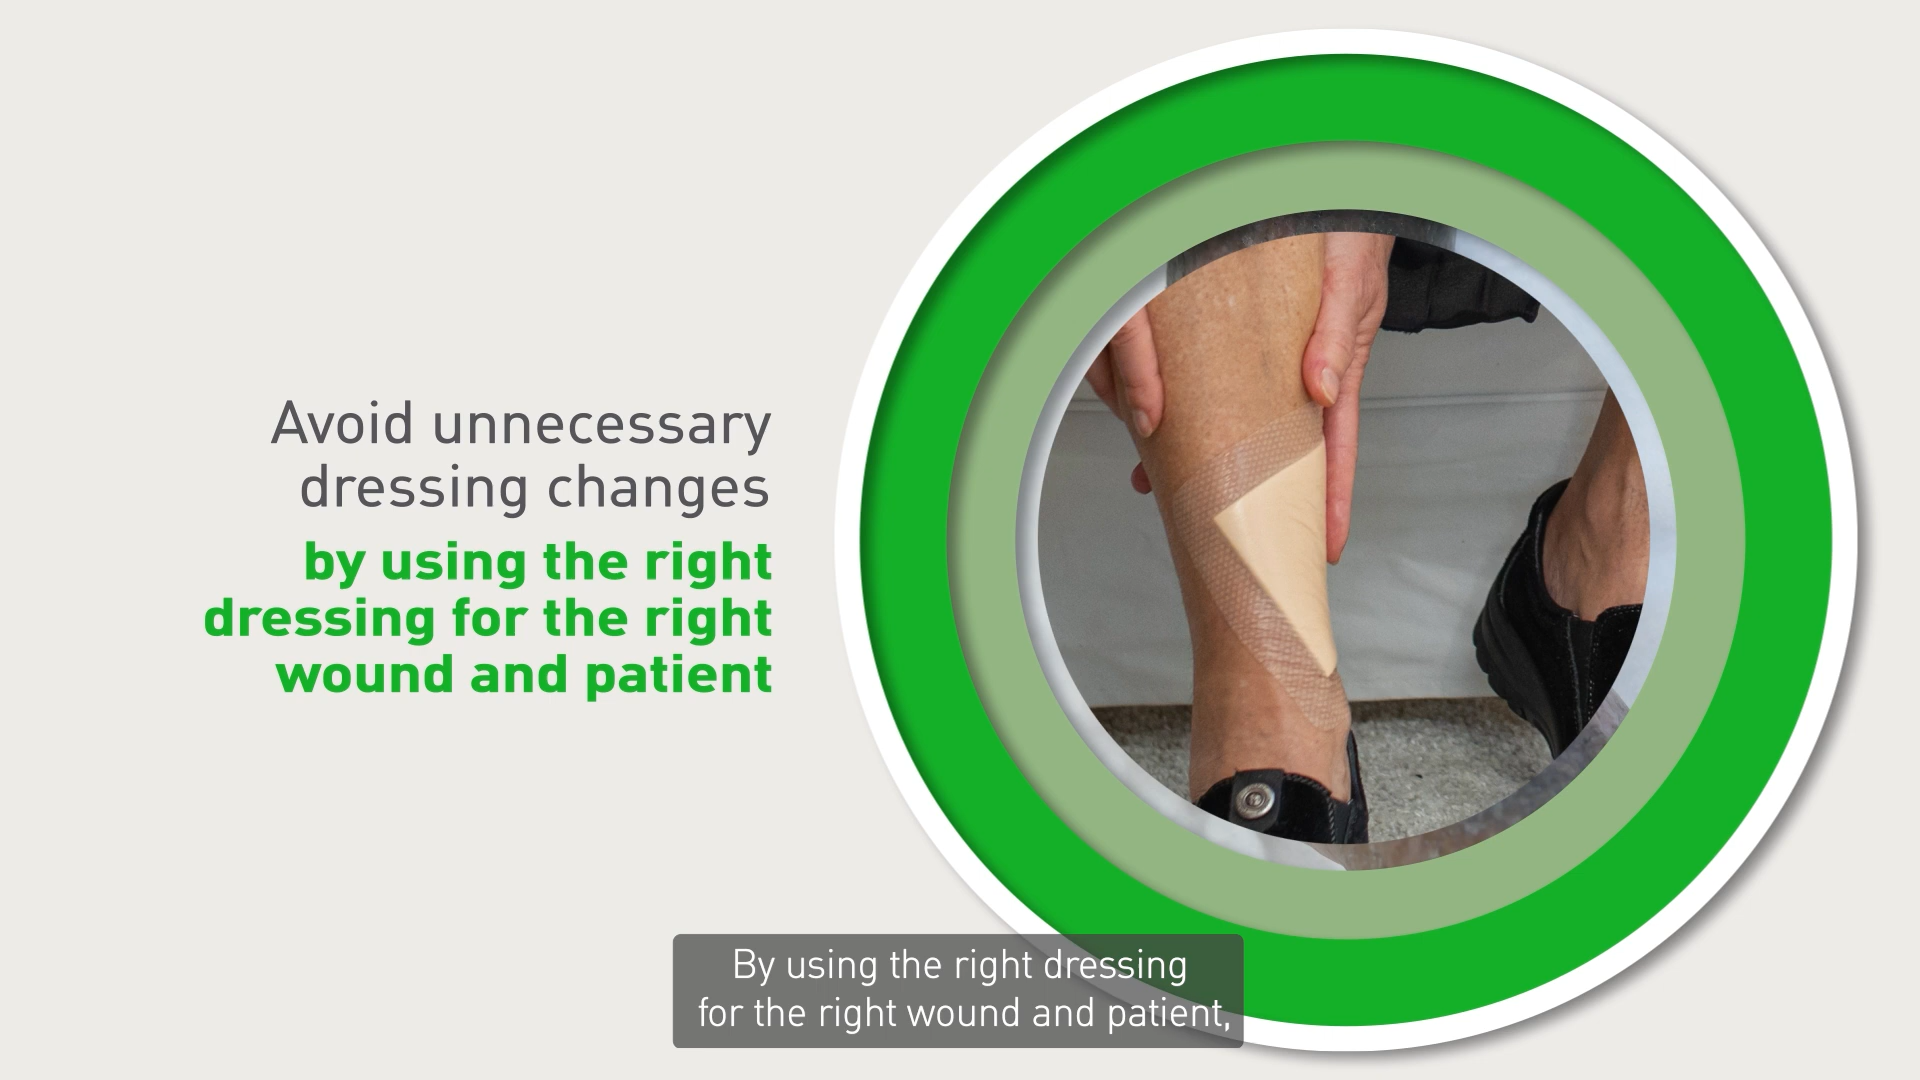 Avoid unnecessary
dressing changes
by using the right
dressing for the right
wound and patient
By using the right dressing
for the right wound and patient,